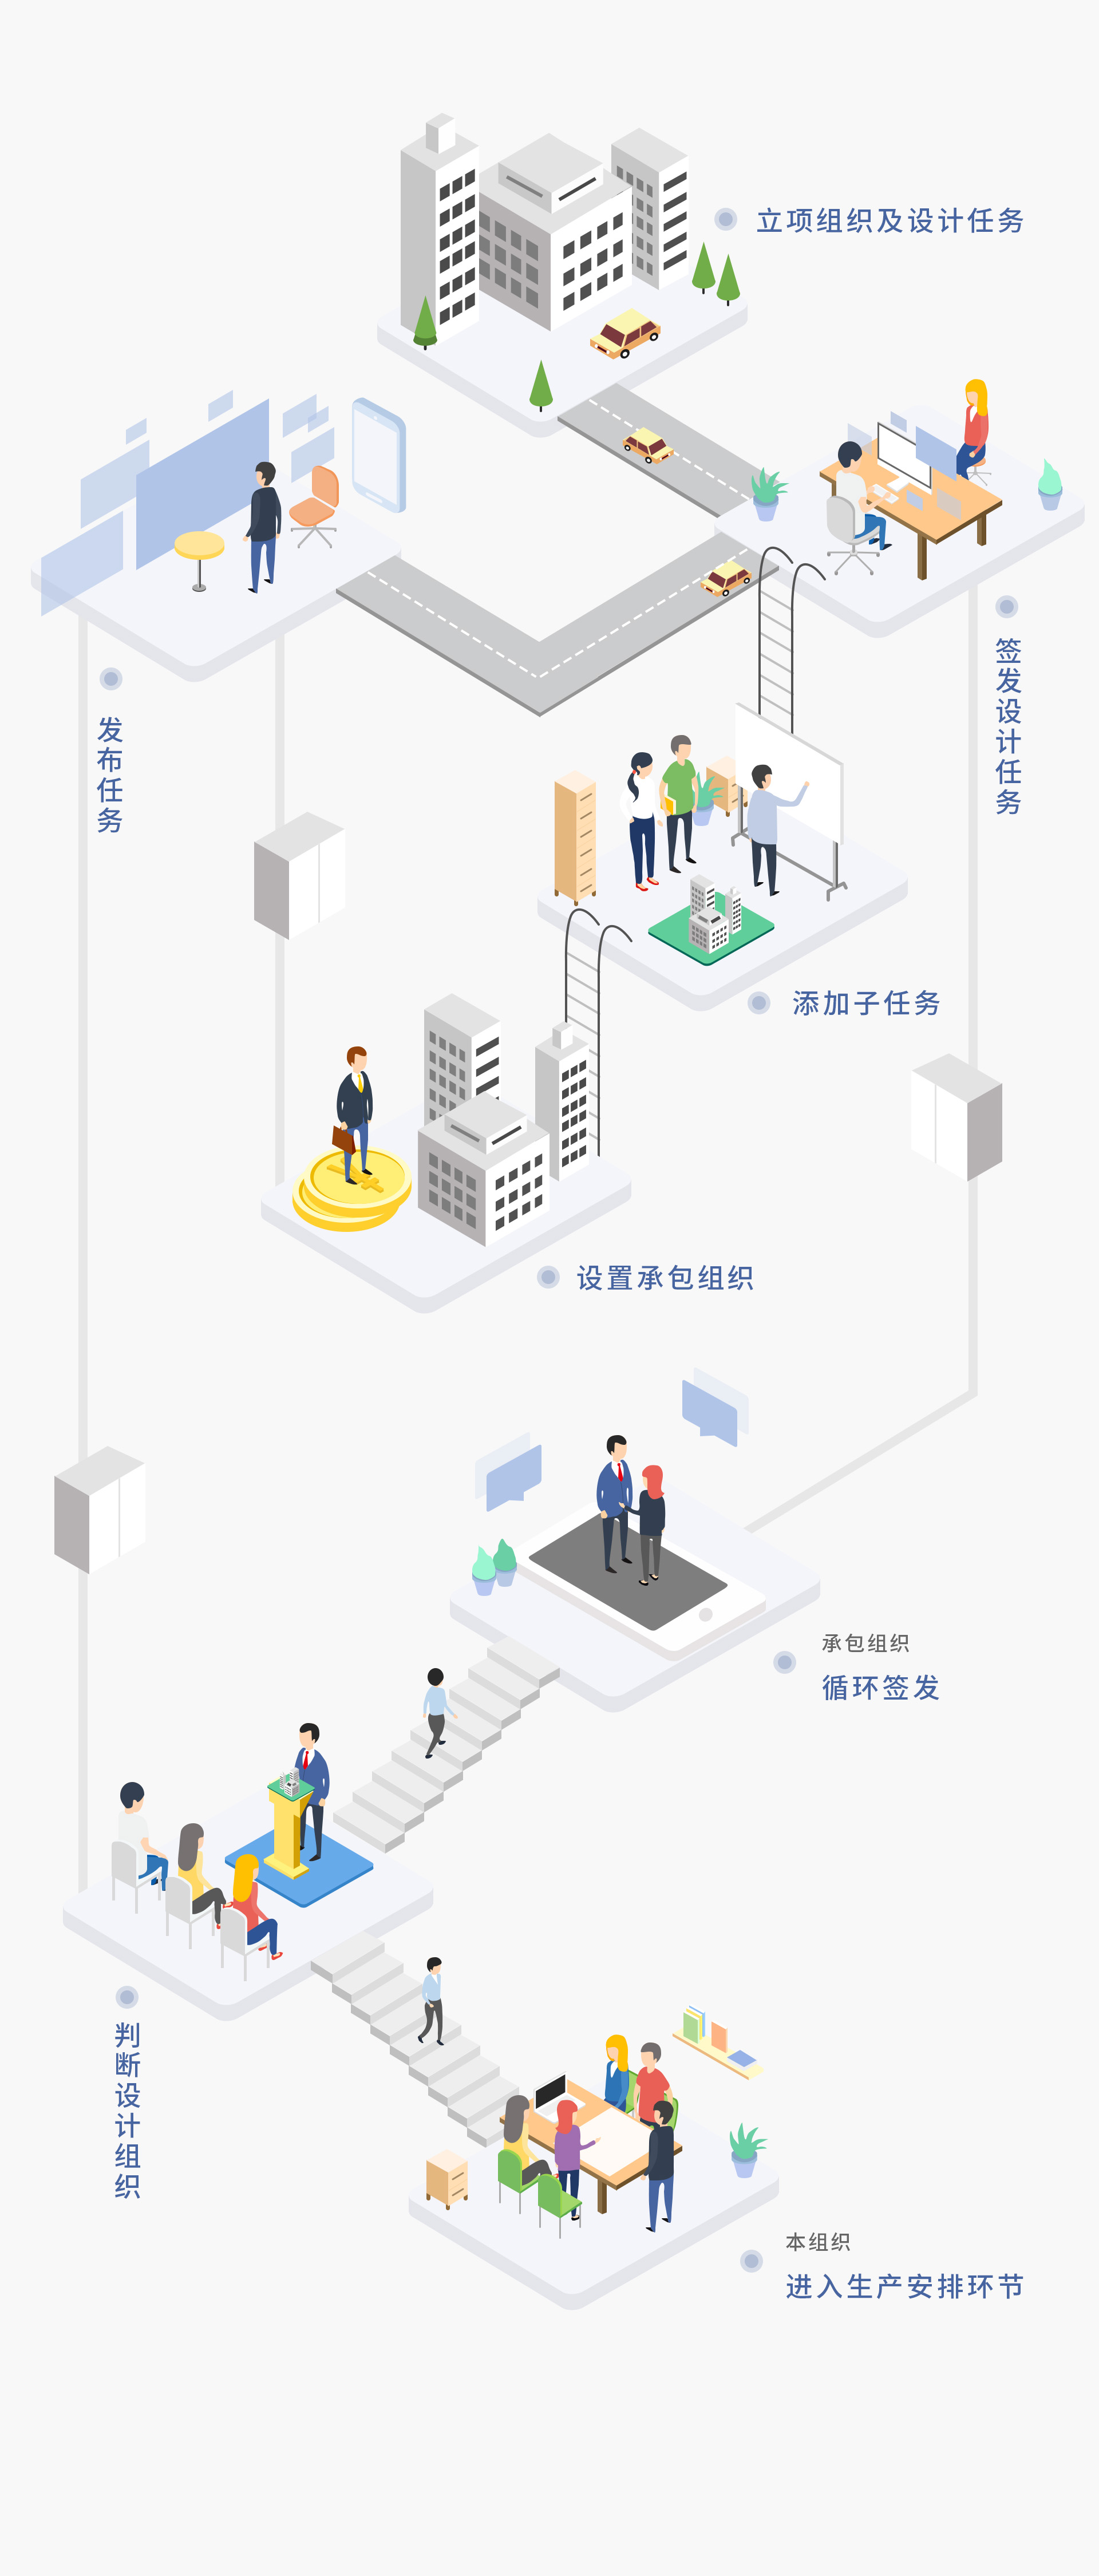 立项组织及设计任务
签发设计任务
发布任务
添加子任务
设置承包组织
承包组织
循环签发
判断设计组织
本组织
进入生产安排环节